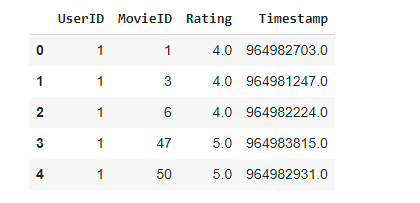 UserID MovieID Rating Timestamp
0 1 1 4.0 964982703.0
1 1 3 4.0 964981247.0
2 1 6 4.0 964982224.0
3 1 47 5.0 964983815.0
4 1 50 5.0 964982931.0